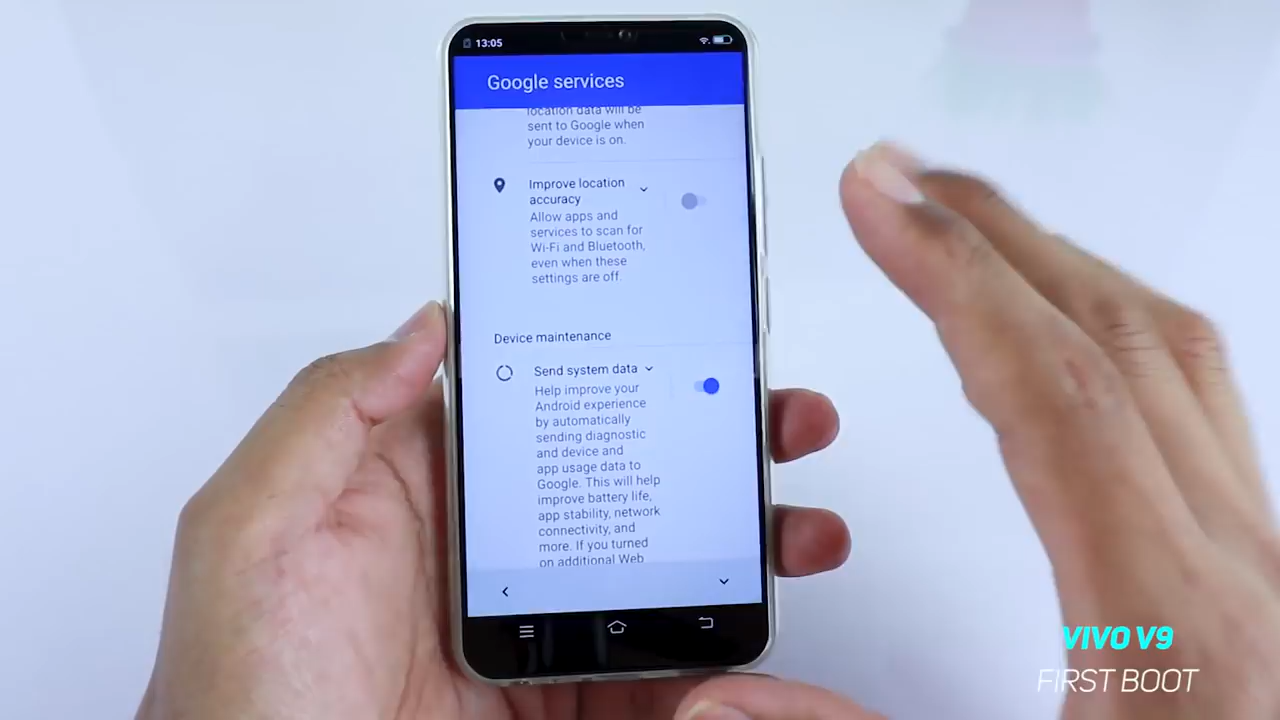 13:05
Google services
location data will be
sent to Google when
your device is on.
Improve location
accuracy
Allow apps and
services to scan for
Wi-Fi and Bluetooth,
even when these
settings are off.
Device maintenance
Send system data
Help improve your
Android experience
by automatically
sending diagnostic
and device and
app usage data to
Google. This will help
improve battery life,
app stability, network
connectivity, and
more. If you turned
on additional Web
VIVO V9
FIRST BOOT